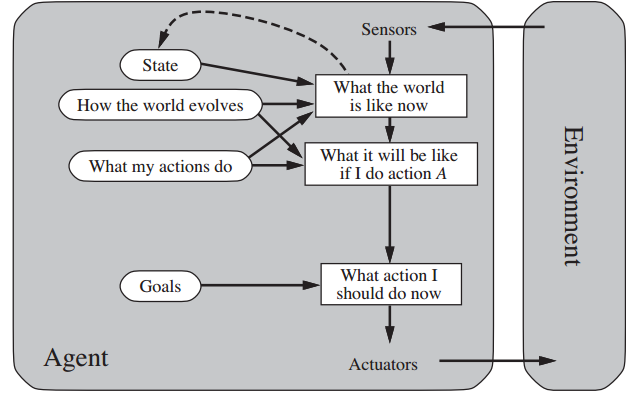 Sensors
State
What the world
is like now
How the world evolves
What it will be like
if I do action A
What my actions do
Goals
What action I
should do now
Agent
Actuators
Environment